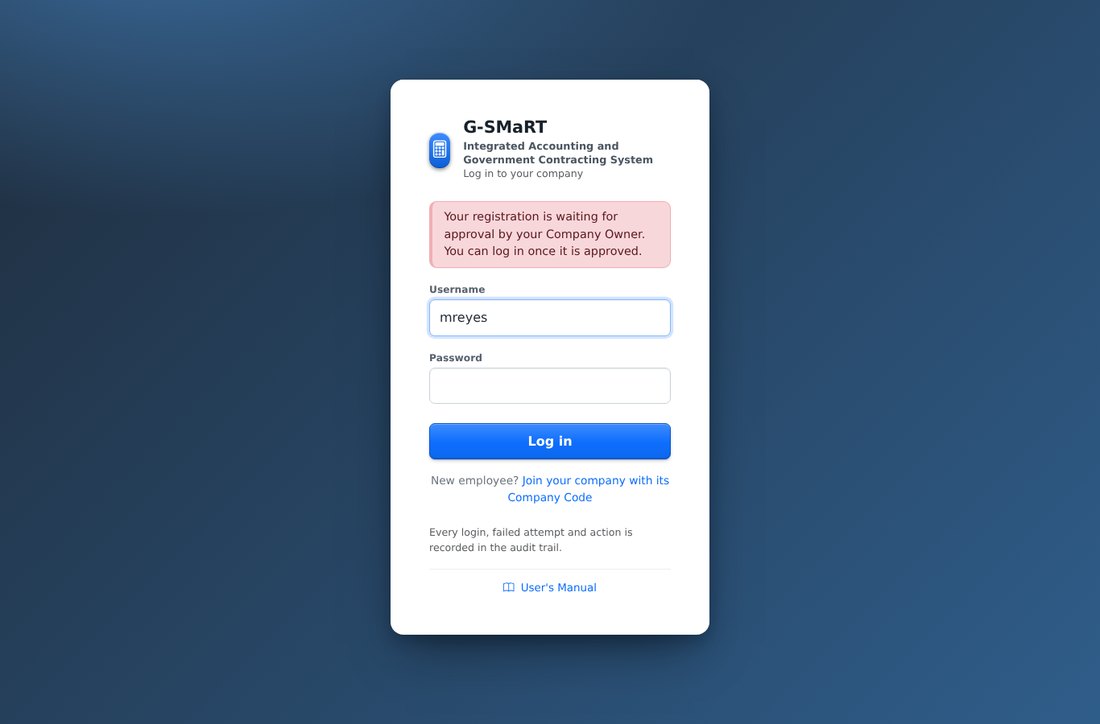 G-SMaRT
Integrated Accounting and
Government Contracting System
Log in to your company
Your registration is waiting for
approval by your Company Owner.
You can log in once it is approved.
Username
mreyes
Password
Log in
New employee? Join your company with its
Company Code
Every login, failed attempt and action is
recorded in the audit trail.
User's Manual